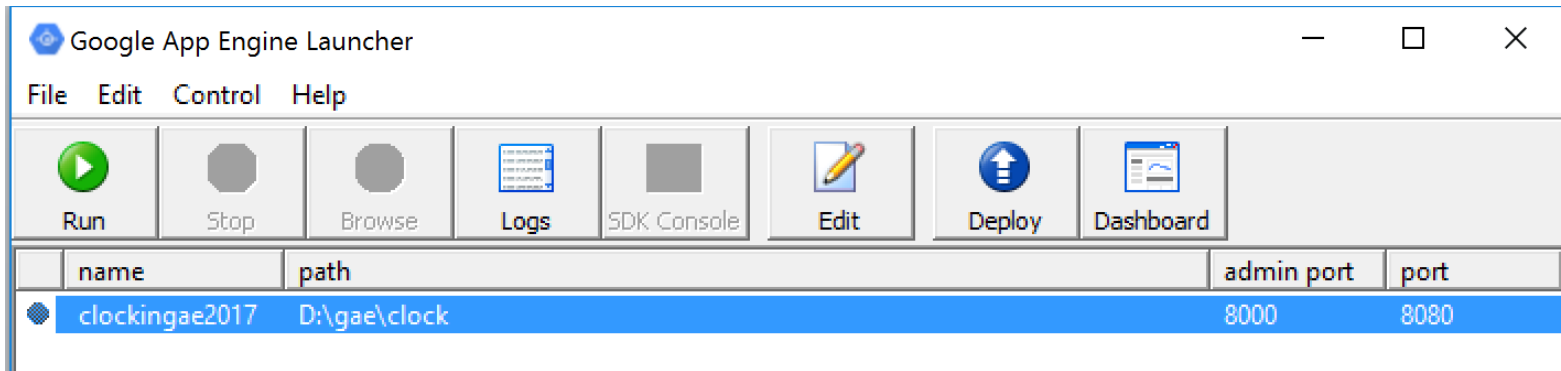 Google App Engine Launcher
File Edit Control Help
Run Stop Browse Logs SDK Console Edit Deploy Dashboard
name path admin port port
clockingae2017 D:\gae\clock 8000 8080